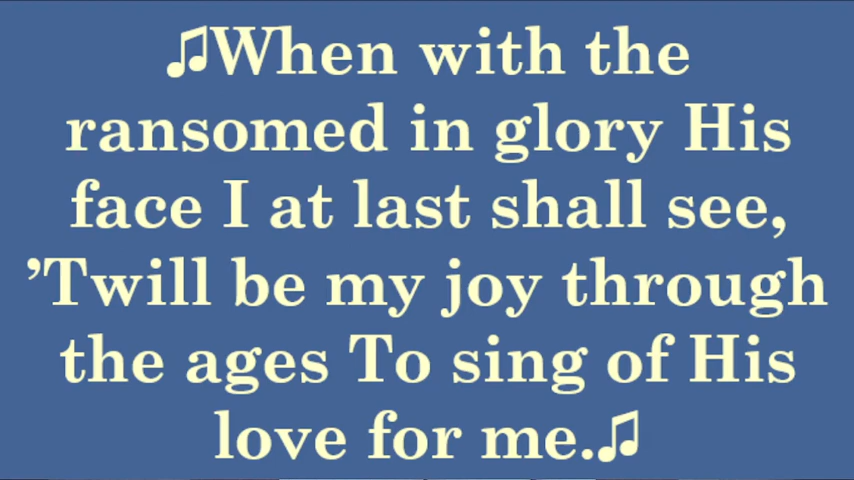 ♫When with the
ransomed in glory His
face I at last shall see,
’Twill be my joy through
the ages To sing of His
love for me.♫